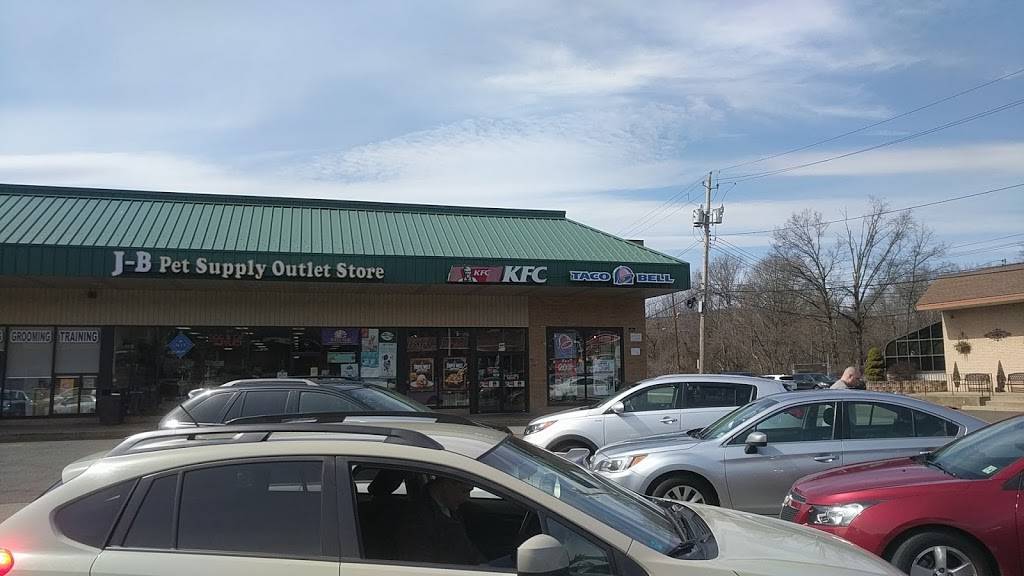 J-B Pet Supply Outlet Store
KFC
KFC
TACO BELL
GROOMING
TRAINING